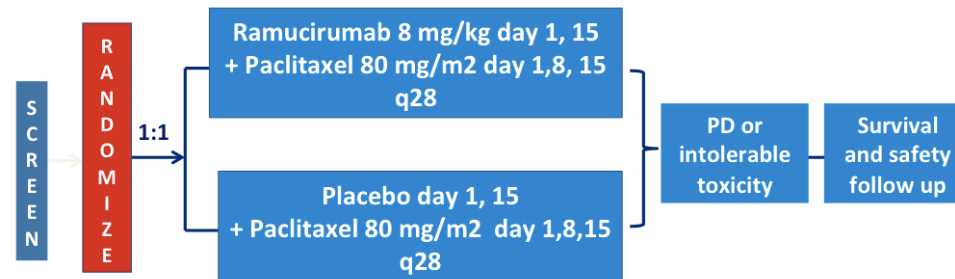 SCREEN
RANDOMIZE
1:1
Ramucirumab 8 mg/kg day 1, 15
+ Paclitaxel 80 mg/m2 day 1,8, 15
q28
Placebo day 1, 15
+ Paclitaxel 80 mg/m2  day 1,8,15
q28
PD or
intolerable
toxicity
Survival
and safety
follow up